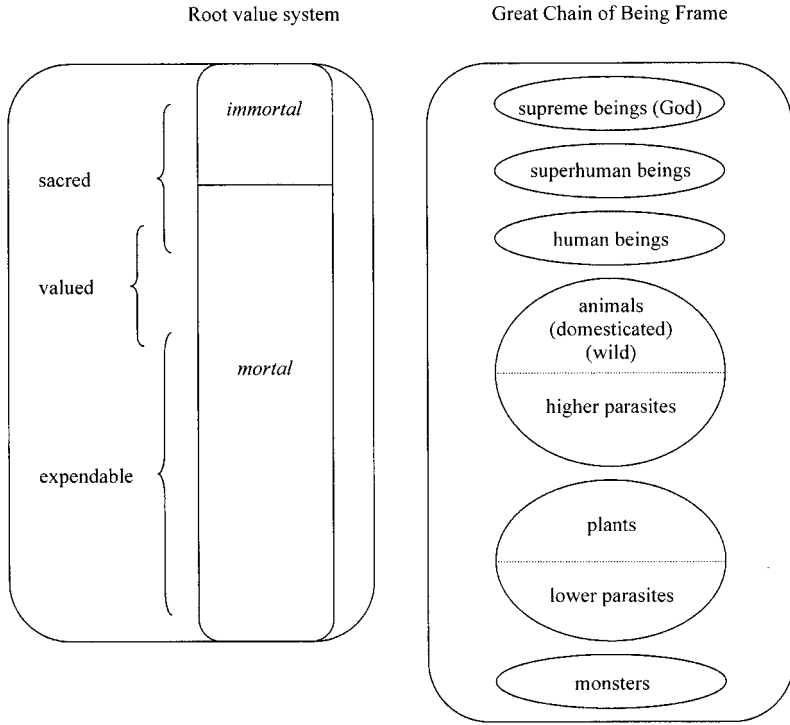 Root value system
Great Chain of Being Frame
immortal
sacred
valued
mortal
expendable
supreme beings (God)
superhuman beings
human beings
animals
(domesticated)
(wild)
higher parasites
plants
lower parasites
monsters